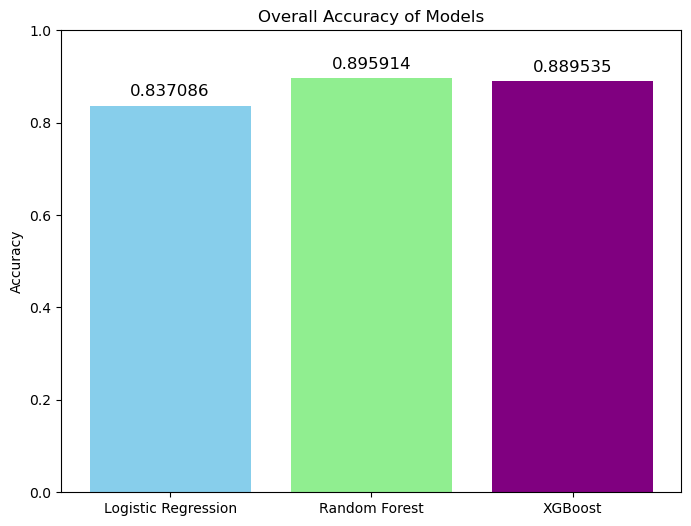 Overall Accuracy of Models
1.0
0.8
0.6
0.4
0.2
0.0
Accuracy
0.837086
0.895914
0.889535
Logistic Regression
Random Forest
XGBoost